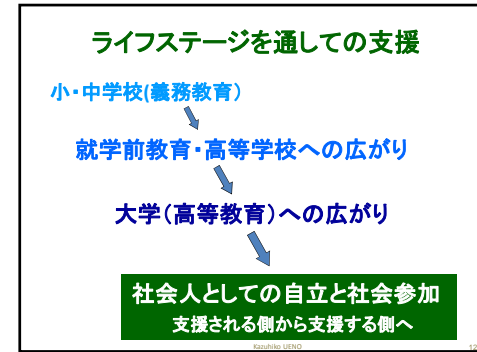 ライフステージを通しての支援
小・中学校(義務教育）
就学前教育・高等学校への広がり
大学（高等教育）への広がり
社会人としての自立と社会参加
支援される側から支援する側へ
Kazuhiko UENO
12